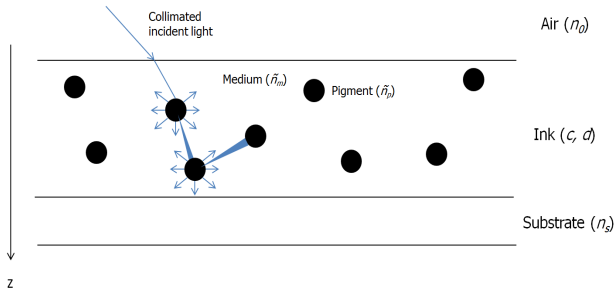 Collimated
incident light
Air (n₀)
Medium (ñₘ)
Pigment (ñₚ)
Ink (c, d)
Substrate (nₛ)
z